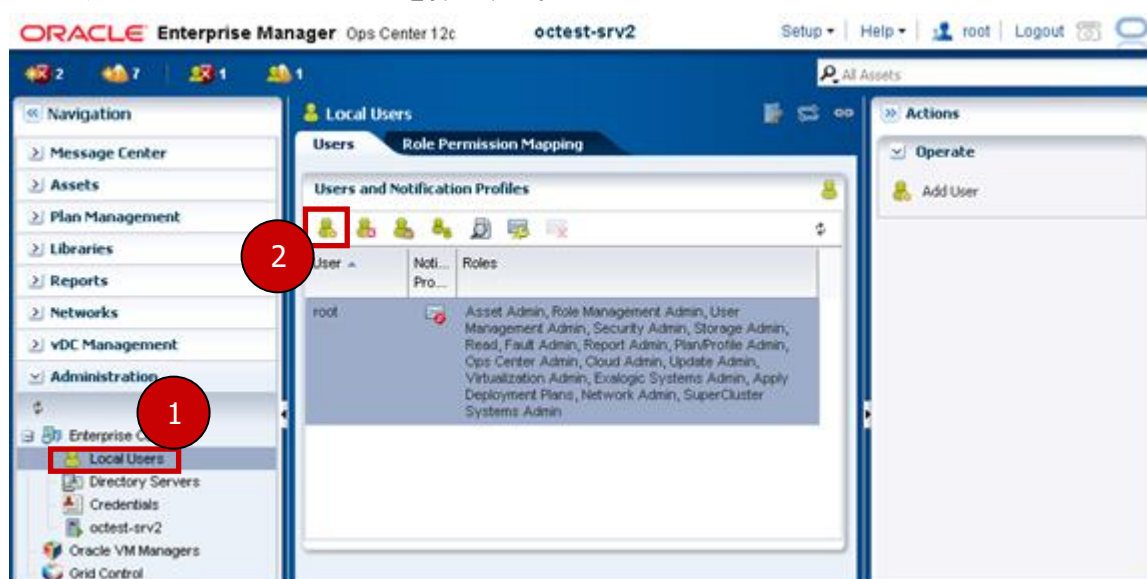 ORACLE Enterprise Manager Ops Center 12c octest-srv2 Setup Help root Logout
2 7 1 1 All Assets
Navigation
Message Center
Assets
Plan Management
Libraries
Reports
Networks
vDC Management
Administration
1
Local Users
Directory Servers
Credentials
octest-srv2
Oracle VM Managers
Grid Control
Local Users
Users Role Permission Mapping
Users and Notification Profiles
2
User Noti... Roles
Pro...
root Asset Admin, Role Management Admin, User
Management Admin, Security Admin, Storage Admin,
Read, Fault Admin, Report Admin, Plan/Profile Admin,
Ops Center Admin, Cloud Admin, Update Admin,
Virtualization Admin, Exalogic Systems Admin, Apply
Deployment Plans, Network Admin, SuperCluster
Systems Admin
Actions
Operate
Add User